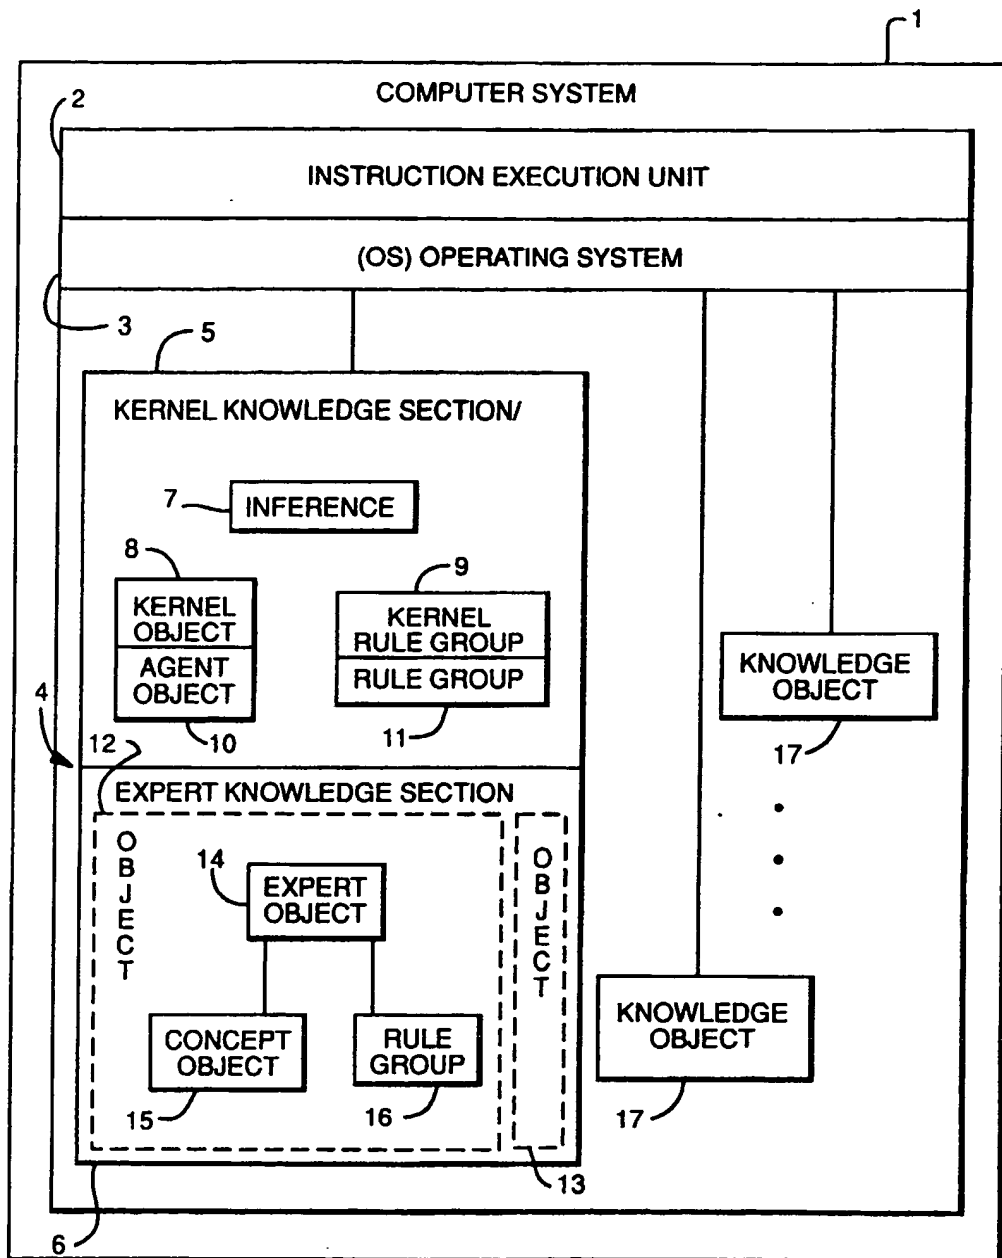 1
COMPUTER SYSTEM
2
INSTRUCTION EXECUTION UNIT
(OS) OPERATING SYSTEM
3
5
KERNEL KNOWLEDGE SECTION/
7
INFERENCE
8
9
KERNEL
OBJECT
KERNEL
RULE GROUP
AGENT
OBJECT
RULE GROUP
KNOWLEDGE
OBJECT
4
10
11
17
12
EXPERT KNOWLEDGE SECTION
OBJECT
14
EXPERT
OBJECT
OBJECT
CONCEPT
OBJECT
RULE
GROUP
KNOWLEDGE
OBJECT
15
16
17
13
6